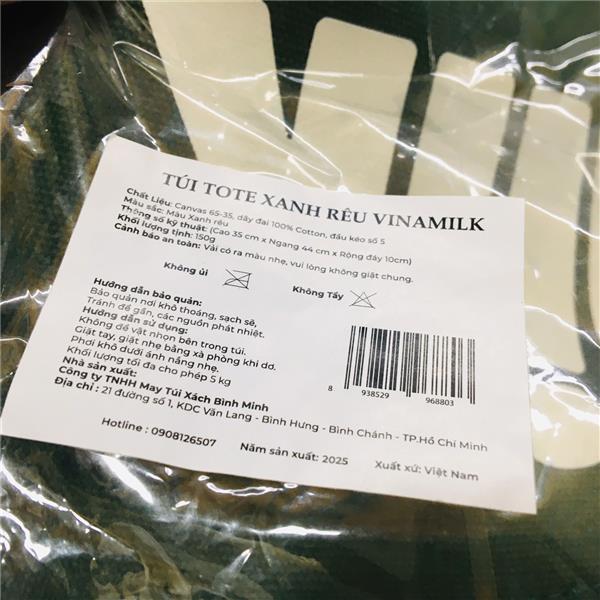 TÚI TOTE XANH RÊU VINAMILK
Chất Liệu: Canvas 65-35, dây đai 100% Cotton, đầu kéo số 5
Màu sắc: Màu Xanh rêu
Thông số kỹ thuật: (Cao 35 cm x Ngang 44 cm x Rộng đáy 10cm)
Khối lượng tịnh: 150g
Cảnh báo an toàn: Vải có ra màu nhẹ, vui lòng không giặt chung.
Không ủi
Không Tẩy
Hướng dẫn bảo quản:
Bảo quản nơi khô thoáng, sạch sẽ,
Tránh để gần, các nguồn phát nhiệt.
Hướng dẫn sử dụng:
Không để vật nhọn bên trong túi.
Giặt tay, giặt nhẹ bằng xà phòng khi dơ.
Phơi khô dưới ánh nắng nhẹ.
Khối lượng tối đa cho phép 5 kg
Nhà sản xuất:
Công ty TNHH May Túi Xách Bình Minh
Địa chỉ : 21 đường số 1, KDC Văn Lang - Bình Hưng - Bình Chánh - TP.Hồ Chí Minh
8 938529 968803
Hotline : 0908126507
Năm sản xuất: 2025
Xuất xứ: Việt Nam